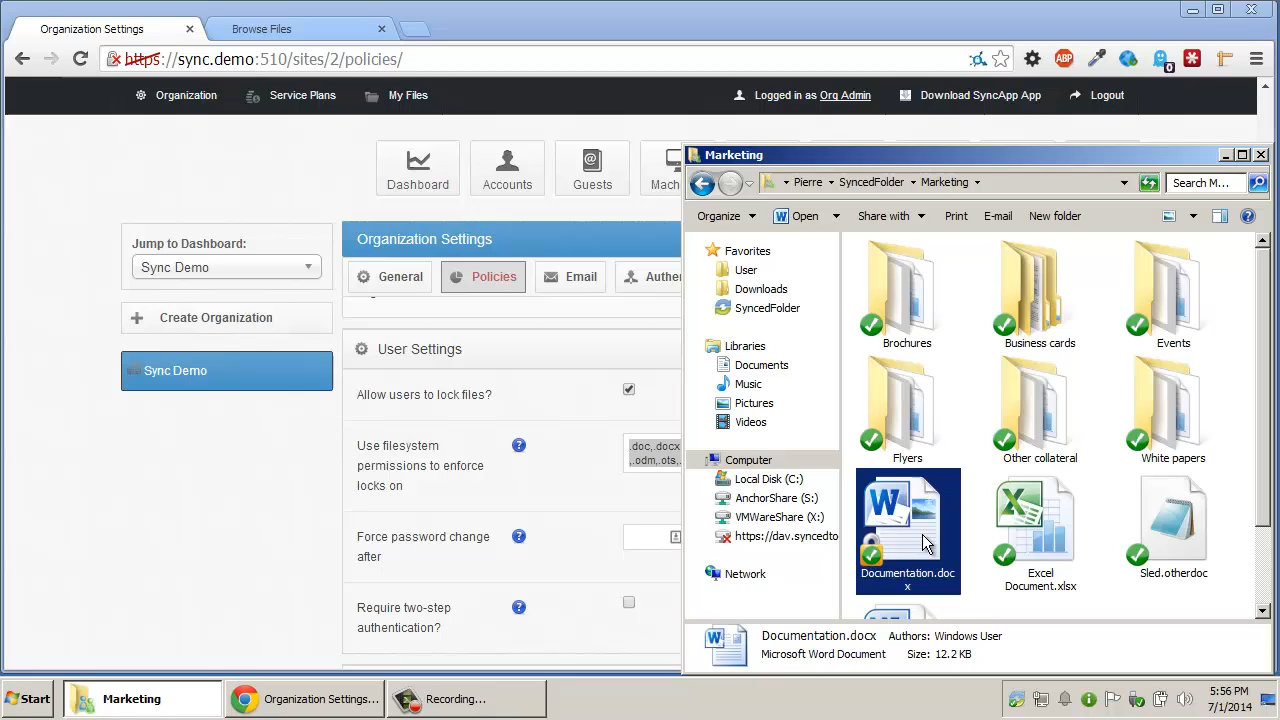 Organization Settings
Browse Files
https://sync.demo:510/sites/2/policies/
ABP
0
Organization
Service Plans
My Files
Logged in as Org Admin
Download SyncApp App
Logout
Dashboard
Accounts
Guests
Mach
Jump to Dashboard:
Sync Demo
Create Organization
Sync Demo
Organization Settings
General
Policies
Email
Auther
User Settings
Allow users to lock files?
Use filesystem
permissions to enforce
locks on
?
.doc,.docx
,.odm,.ots,
Force password change
after
?
Require two-step
authentication?
?
Marketing
Pierre
SyncedFolder
Marketing
Search M...
Organize
Open
Share with
Print
E-mail
New folder
?
Favorites
User
Downloads
SyncedFolder
Libraries
Documents
Music
Pictures
Videos
Computer
Local Disk (C:)
AnchorShare (S:)
VMWareShare (X:)
https://dav.syncedto
Network
Brochures
Business cards
Events
Flyers
Other collateral
White papers
Documentation.doc
x
Excel
Document.xlsx
Sled.otherdoc
Documentation.docx
Authors: Windows User
Microsoft Word Document
Size: 12.2 KB
Start
Marketing
Organization Settings...
Recording...
5:56 PM
7/1/2014